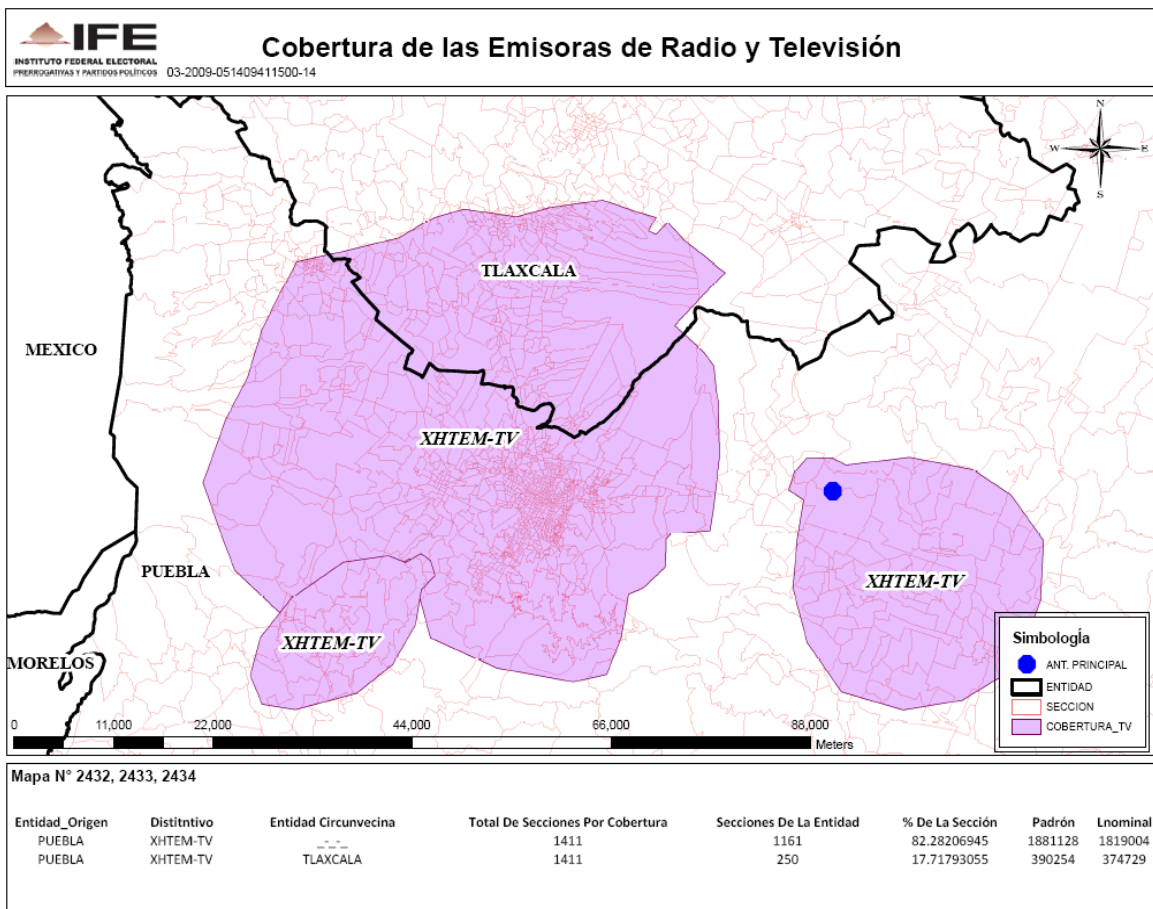 IFE
INSTITUTO FEDERAL ELECTORAL
PRERROGATIVAS Y PARTIDOS POLÍTICOS
03-2009-051409411500-14
Cobertura de las Emisoras de Radio y Televisión
N
W E
S
TLAXCALA
MEXICO
XHTEM-TV
PUEBLA
XHTEM-TV
XHTEM-TV
MORELOS
Simbología
ANT. PRINCIPAL
ENTIDAD
SECCION
COBERTURA_TV
0 11,000 22,000 44,000 66,000 88,000
Meters
Mapa N° 2432, 2433, 2434
Entidad_Origen Distitntivo Entidad Circunvecina Total De Secciones Por Cobertura Secciones De La Entidad % De La Sección Padrón Lnominal
PUEBLA XHTEM-TV _-_-_ 1411 1161 82.28206945 1881128 1819004
PUEBLA XHTEM-TV TLAXCALA 1411 250 17.71793055 390254 374729